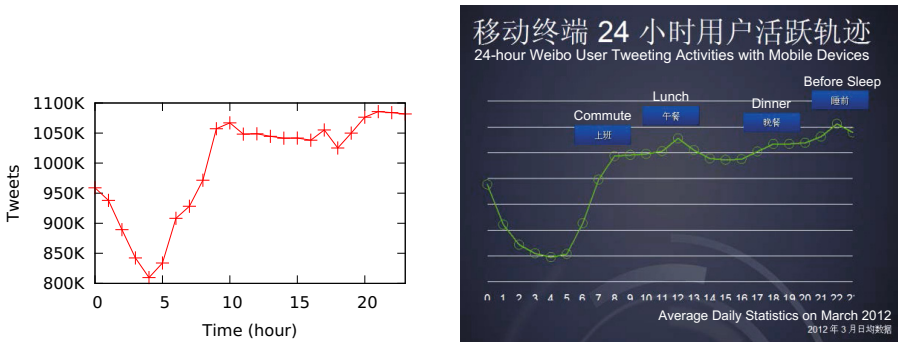 1100K
1050K
1000K
950K
900K
850K
800K
Tweets
0 5 10 15 20
Time (hour)
移动终端 24 小时用户活跃轨迹
24-hour Weibo User Tweeting Activities with Mobile Devices
Before Sleep
睡前
Lunch
午餐
Dinner
晚餐
Commute
上班
0 1 2 3 4 5 6 7 8 9 10 11 12 13 14 15 16 17 18 19 20 21 22
Average Daily Statistics on March 2012
2012 年 3 月日均数据